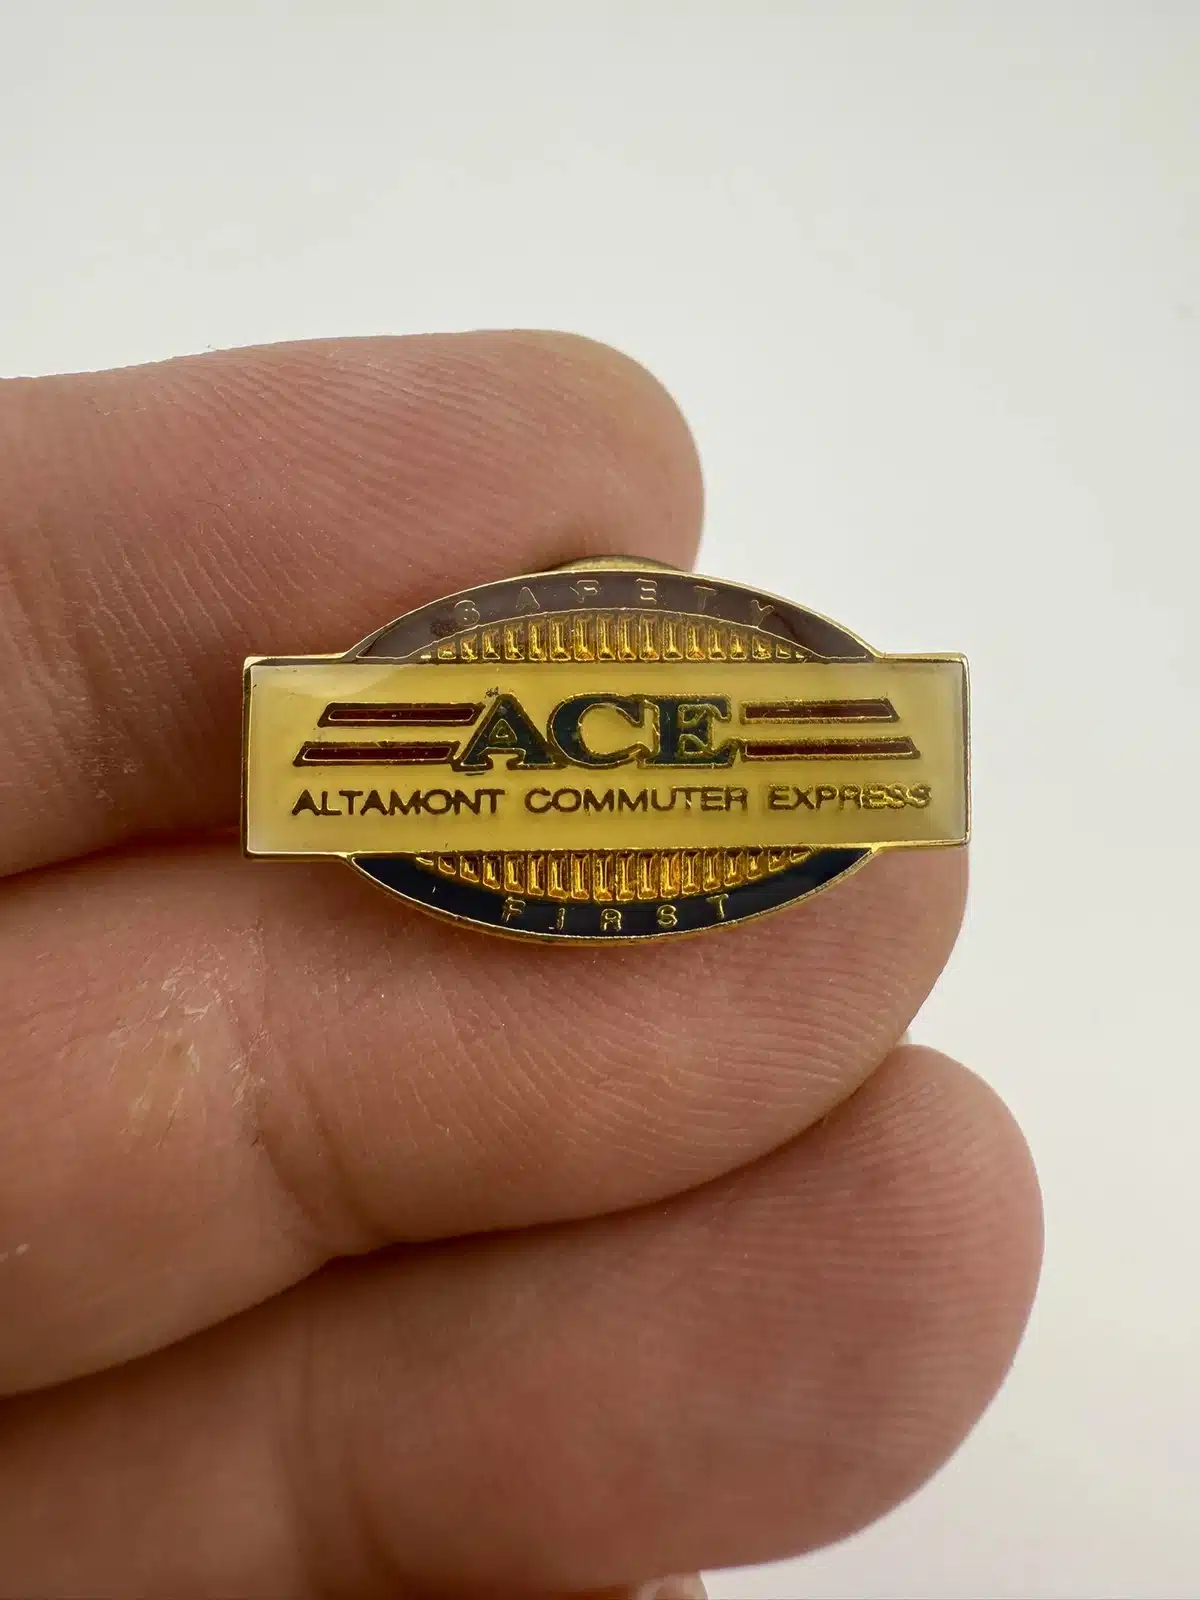 SAFETY
ACE
ALTAMONT COMMUTER EXPRESS
FIRST